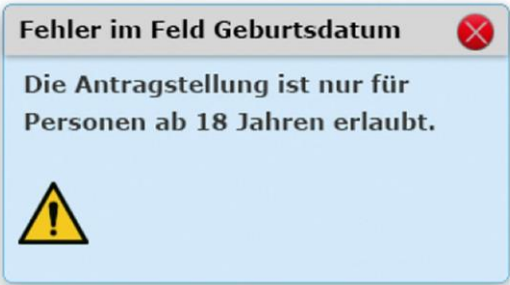 Fehler im Feld Geburtsdatum
Die Antragstellung ist nur für
Personen ab 18 Jahren erlaubt.